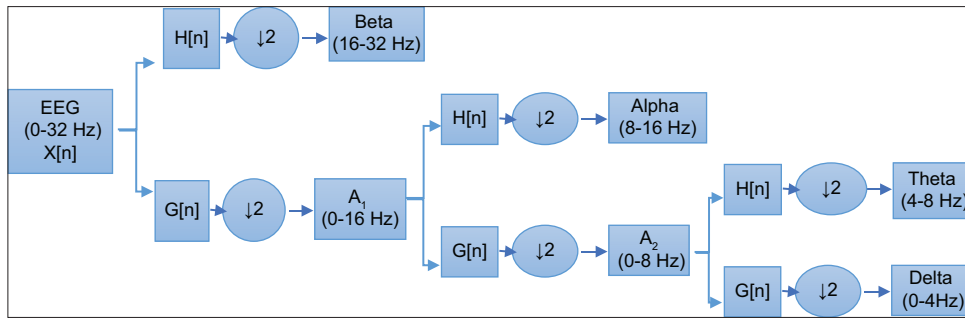 EEG
(0-32 Hz)
X[n]
H[n]
↓2
Beta
(16-32 Hz)
G[n]
↓2
A₁
(0-16 Hz)
H[n]
↓2
Alpha
(8-16 Hz)
G[n]
↓2
A₂
(0-8 Hz)
H[n]
↓2
Theta
(4-8 Hz)
G[n]
↓2
Delta
(0-4Hz)